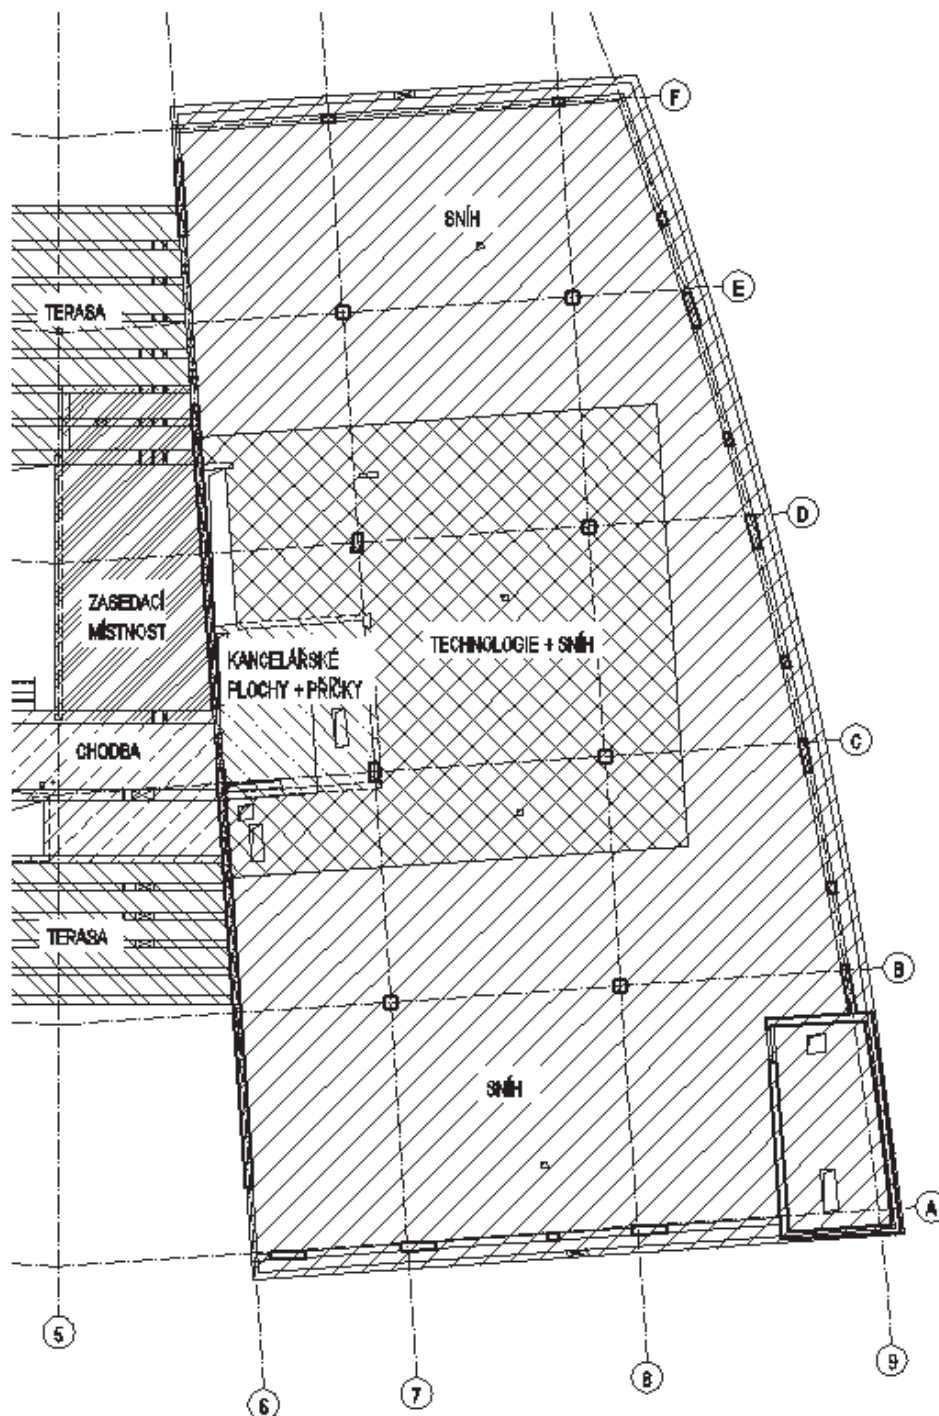 F
SNÍH
E
TERASA
D
ZASEDACÍ
MÍSTNOST
KANCELÁŘSKÉ
PLOCHY + PŘÍČKY
TECHNOLOGIE + SNÍH
C
CHODBA
TERASA
B
SNÍH
A
5
6
7
8
9